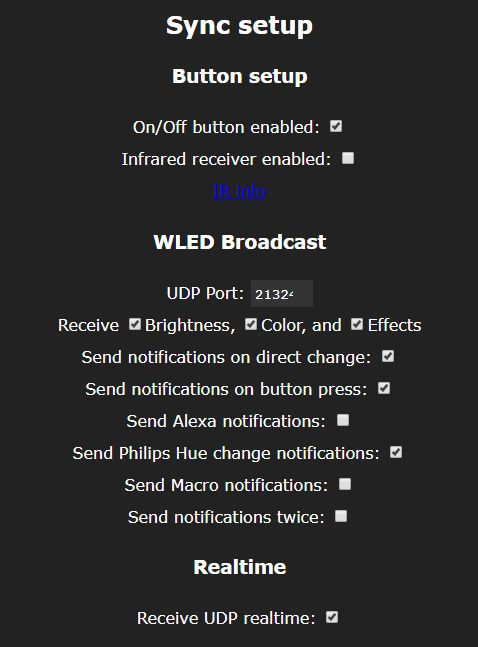 Sync setup
Button setup
On/Off button enabled:
Infrared receiver enabled:
IR info
WLED Broadcast
UDP Port: 21324
Receive Brightness, Color, and Effects
Send notifications on direct change:
Send notifications on button press:
Send Alexa notifications:
Send Philips Hue change notifications:
Send Macro notifications:
Send notifications twice:
Realtime
Receive UDP realtime: